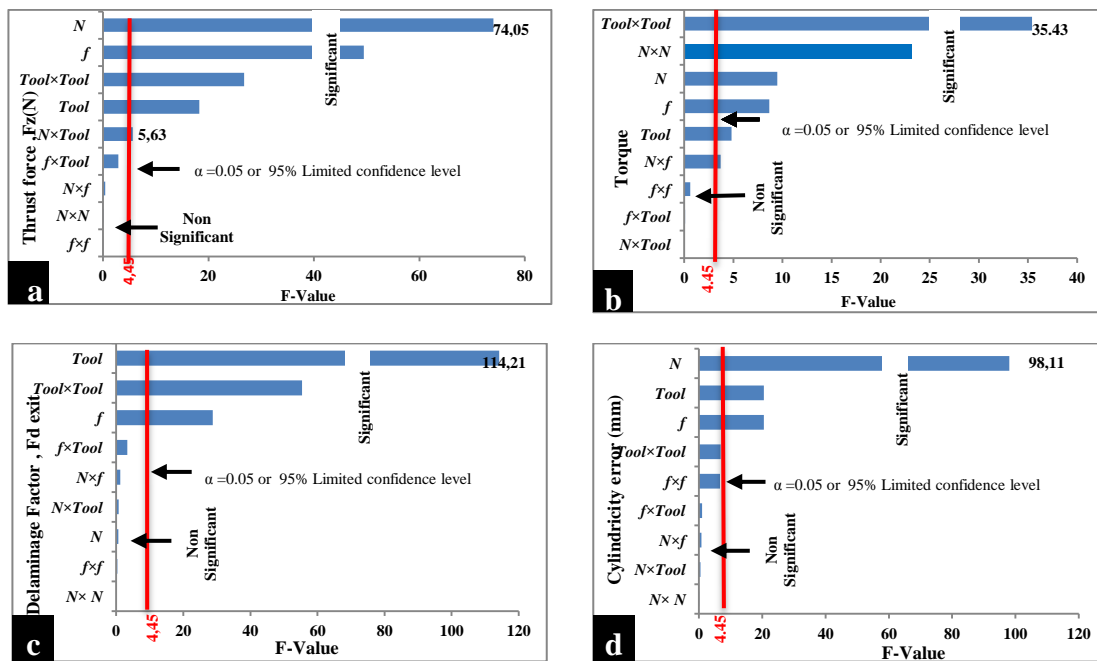 Thrust force , Fz(N)
N
f
Tool×Tool
Tool
N×Tool
f×Tool
N×f
N×N
f×f
74,05
5,63
Significant
α =0.05 or 95% Limited confidence level
Non
Significant
0
20
40
60
80
4,45
F-Value
a
Torque
Tool×Tool
N×N
N
f
Tool
N×f
f×f
f×Tool
N×Tool
35.43
Significant
α =0.05 or 95% Limited confidence level
Non
Significant
0
5
10
15
20
25
30
35
40
4.45
F-Value
b
Delaminage Factor , Fd exit
Tool
Tool×Tool
f
f×Tool
N×f
N×Tool
N
f×f
N× N
114,21
Significant
α =0.05 or 95% Limited confidence level
Non
Significant
0
20
40
60
80
100
120
4,45
F-Value
c
Cylindricity error (mm)
N
Tool
f
Tool×Tool
f×f
f×Tool
N×f
N×Tool
N× N
98,11
Significant
α =0.05 or 95% Limited confidence level
Non
Significant
0
20
40
60
80
100
120
4.45
F-Value
d